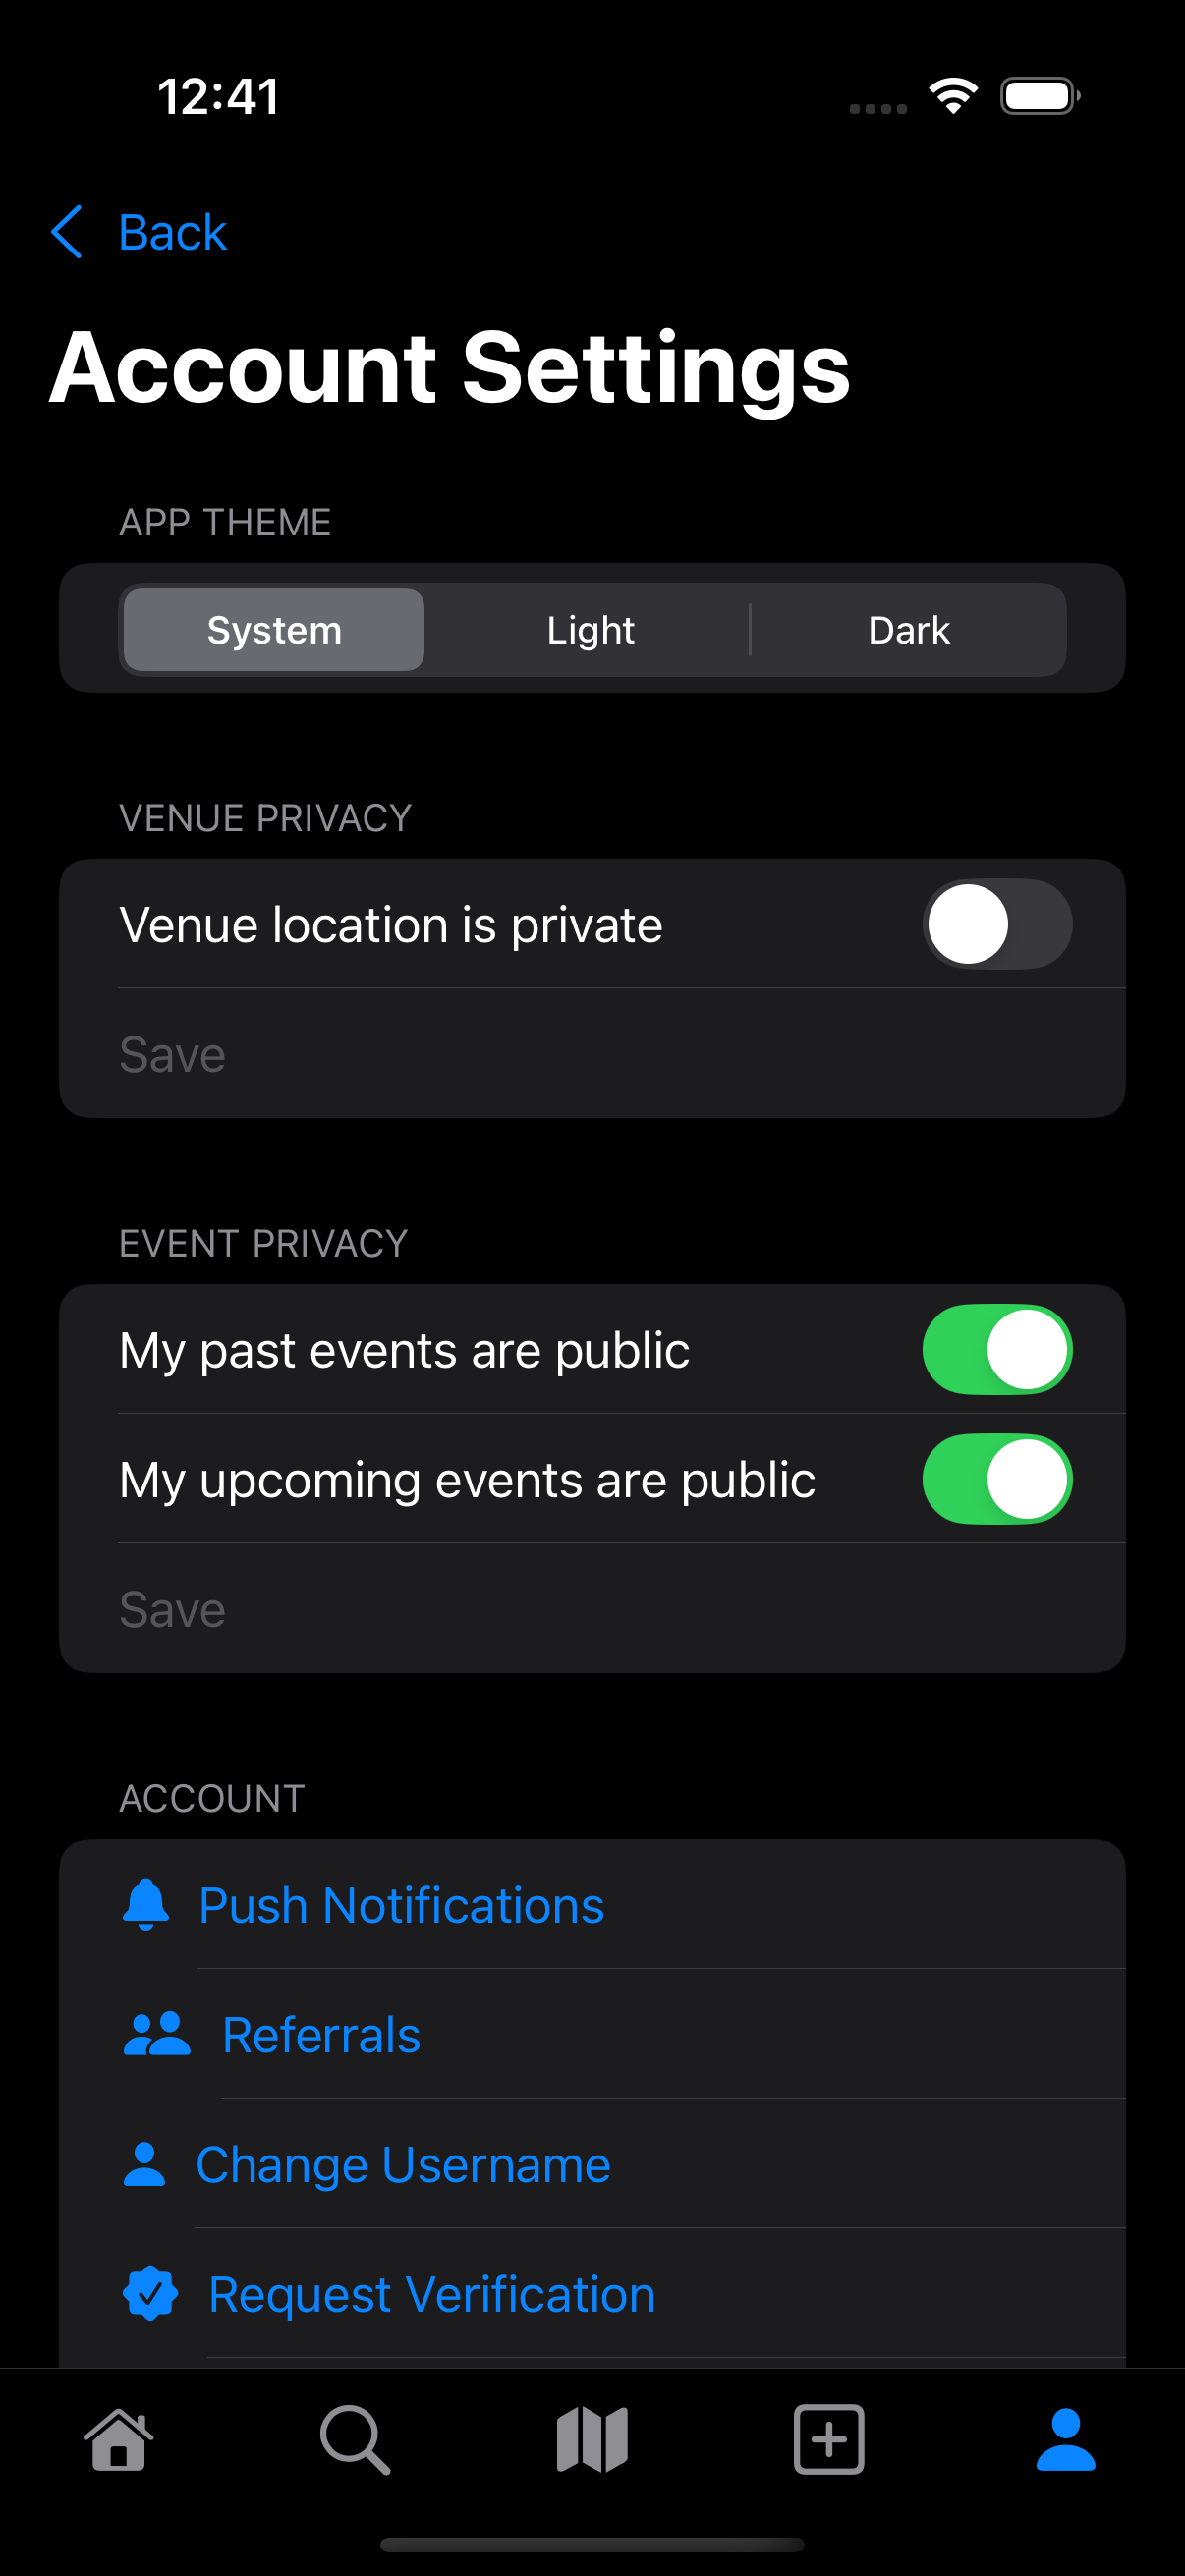 12:41
Back
Account Settings
APP THEME
System Light Dark
VENUE PRIVACY
Venue location is private
Save
EVENT PRIVACY
My past events are public
My upcoming events are public
Save
ACCOUNT
Push Notifications
Referrals
Change Username
Request Verification